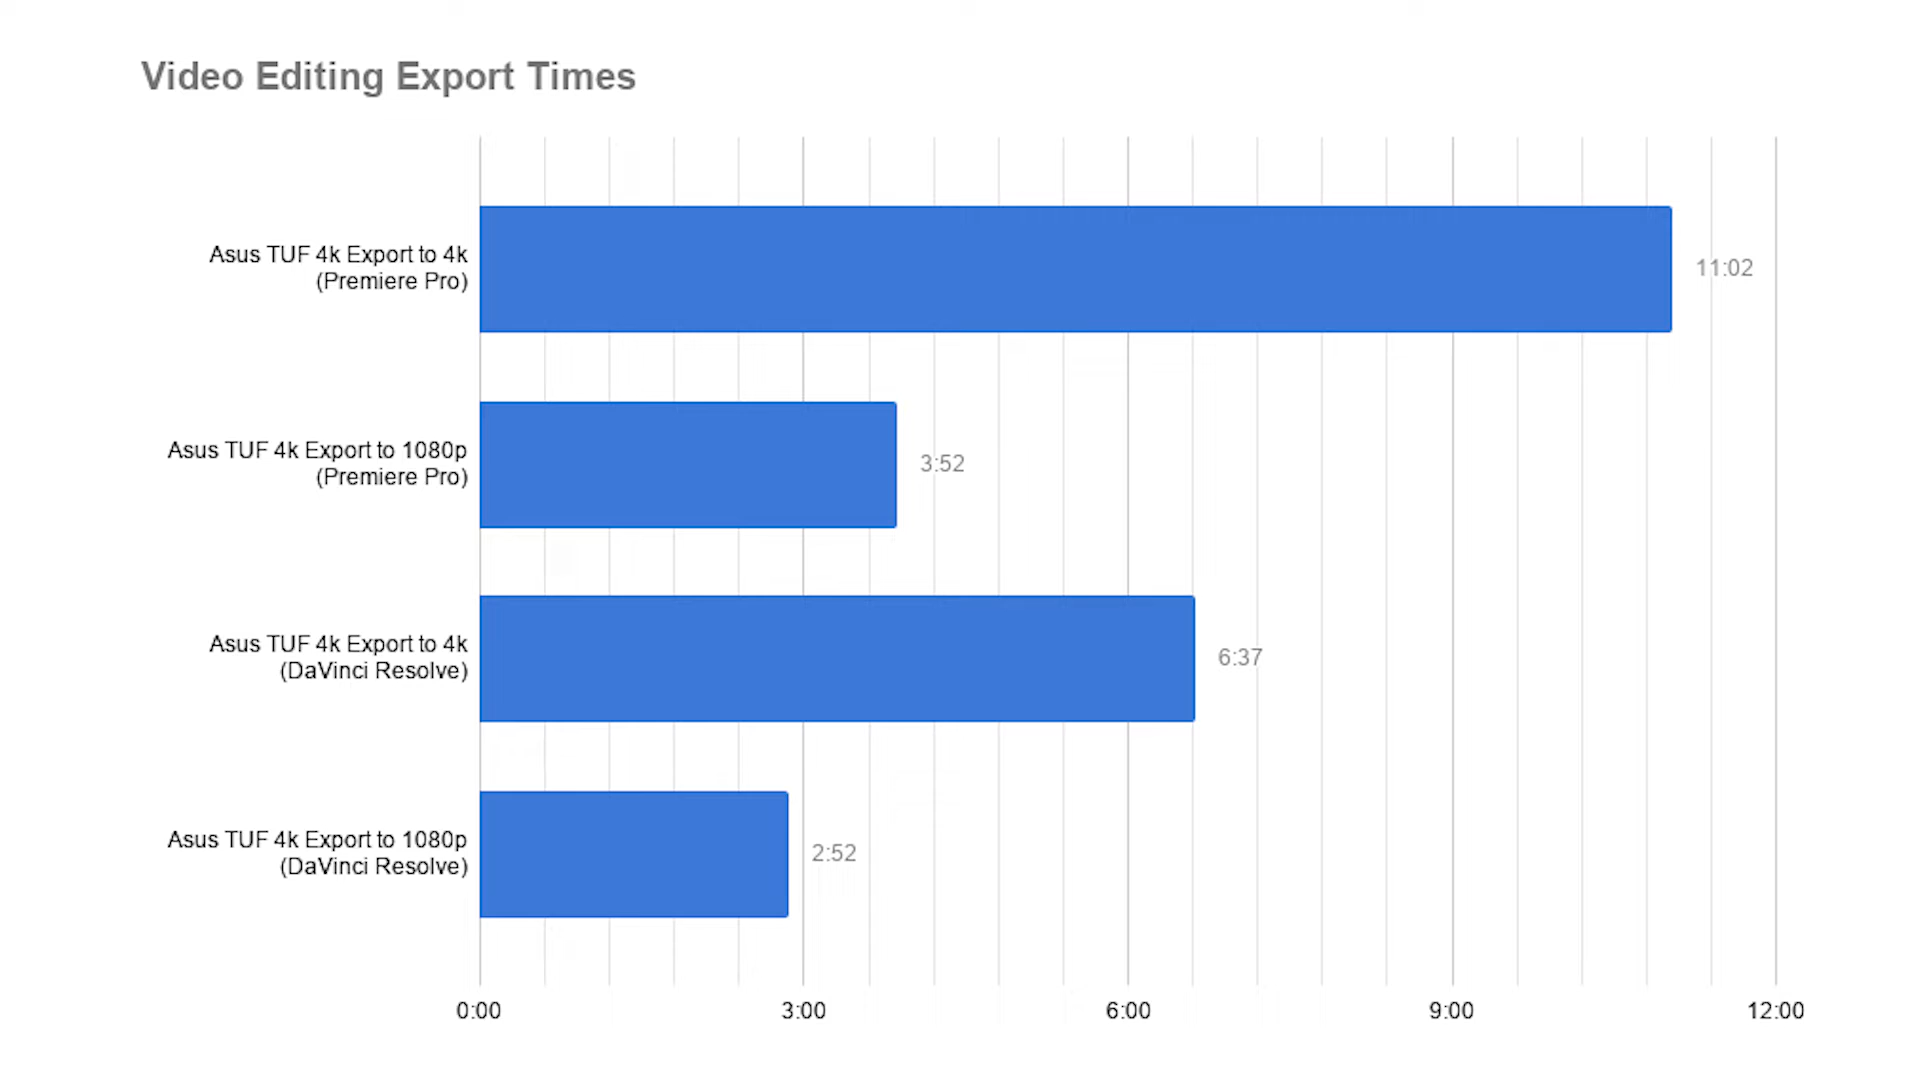 Video Editing Export Times
Asus TUF 4k Export to 4k
(Premiere Pro)
11:02
Asus TUF 4k Export to 1080p
(Premiere Pro)
3:52
Asus TUF 4k Export to 4k
(DaVinci Resolve)
6:37
Asus TUF 4k Export to 1080p
(DaVinci Resolve)
2:52
0:00 3:00 6:00 9:00 12:00